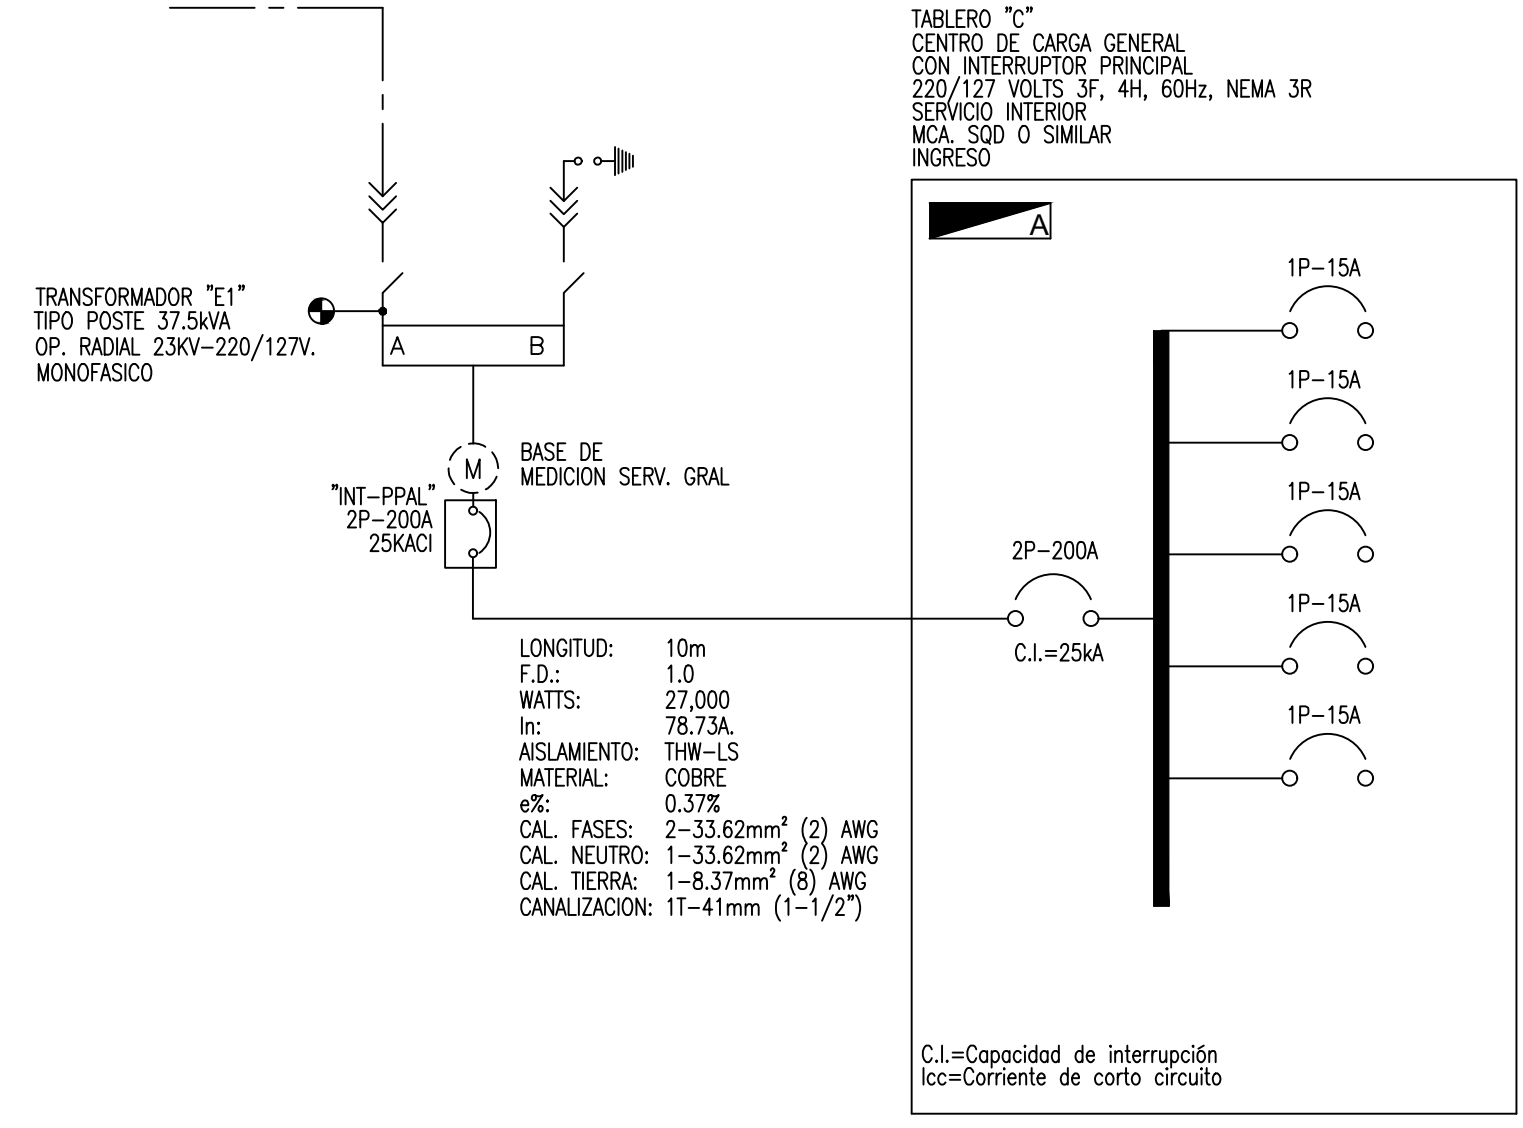 TABLERO "C"
CENTRO DE CARGA GENERAL
CON INTERRUPTOR PRINCIPAL
220/127 VOLTS 3F, 4H, 60Hz, NEMA 3R
SERVICIO INTERIOR
MCA. SQD O SIMILAR
INGRESO
A
1P-15A
1P-15A
1P-15A
1P-15A
1P-15A
TRANSFORMADOR "E1"
TIPO POSTE 37.5kVA
OP. RADIAL 23KV-220/127V.
MONOFASICO
A B
M
BASE DE
MEDICION SERV. GRAL
"INT-PPAL"
2P-200A
25KACI
2P-200A
C.I.=25kA
LONGITUD: 10m
F.D.: 1.0
WATTS: 27,000
In: 78.73A.
AISLAMIENTO: THW-LS
MATERIAL: COBRE
e%: 0.37%
CAL. FASES: 2-33.62mm² (2) AWG
CAL. NEUTRO: 1-33.62mm² (2) AWG
CAL. TIERRA: 1-8.37mm² (8) AWG
CANALIZACION: 1T-41mm (1-1/2")
C.I.=Capacidad de interrupción
Icc=Corriente de corto circuito